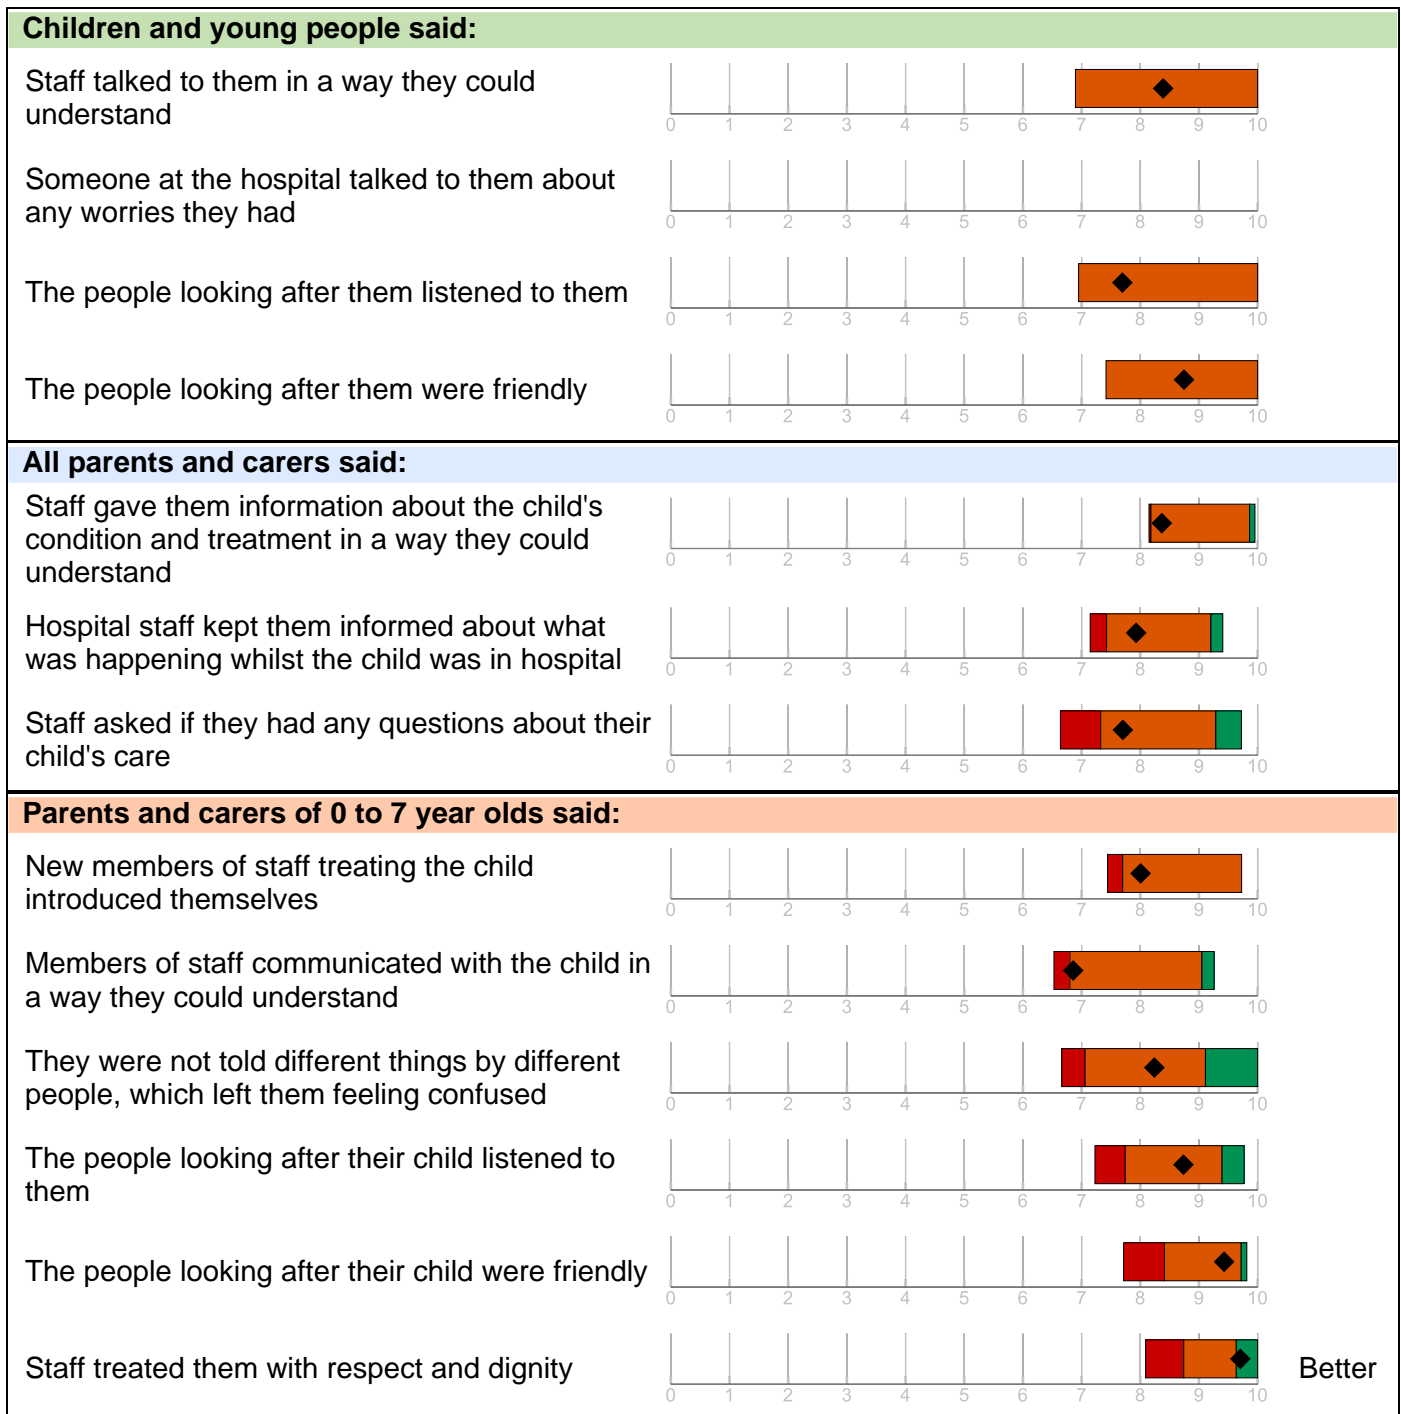 Children and young people said:
Staff talked to them in a way they could
understand
0 1 2 3 4 5 6 7 8 9 10
Someone at the hospital talked to them about
any worries they had
0 1 2 3 4 5 6 7 8 9 10
The people looking after them listened to them
0 1 2 3 4 5 6 7 8 9 10
The people looking after them were friendly
0 1 2 3 4 5 6 7 8 9 10
All parents and carers said:
Staff gave them information about the child's
condition and treatment in a way they could
understand
0 1 2 3 4 5 6 7 8 9 10
Hospital staff kept them informed about what
was happening whilst the child was in hospital
0 1 2 3 4 5 6 7 8 9 10
Staff asked if they had any questions about their
child's care
0 1 2 3 4 5 6 7 8 9 10
Parents and carers of 0 to 7 year olds said:
New members of staff treating the child
introduced themselves
0 1 2 3 4 5 6 7 8 9 10
Members of staff communicated with the child in
a way they could understand
0 1 2 3 4 5 6 7 8 9 10
They were not told different things by different
people, which left them feeling confused
0 1 2 3 4 5 6 7 8 9 10
The people looking after their child listened to
them
0 1 2 3 4 5 6 7 8 9 10
The people looking after their child were friendly
0 1 2 3 4 5 6 7 8 9 10
Staff treated them with respect and dignity
Better
0 1 2 3 4 5 6 7 8 9 10